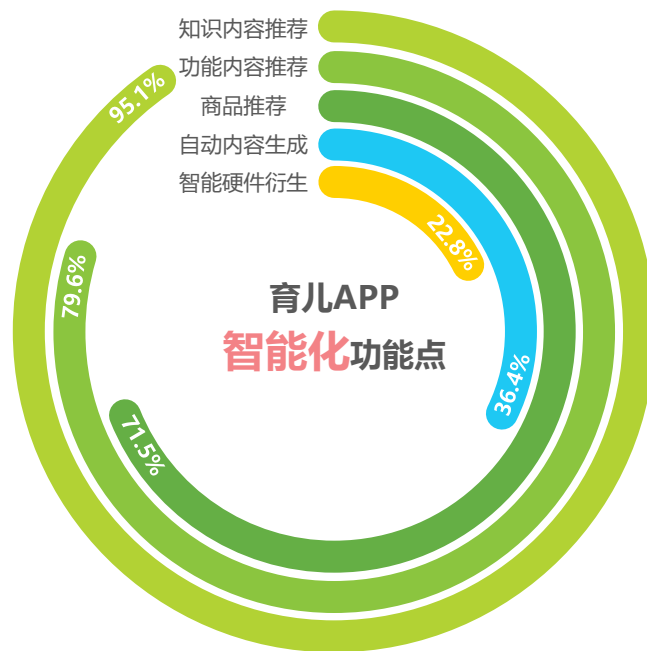 知识内容推荐
功能内容推荐
商品推荐
自动内容生成
智能硬件衍生
95.1%
79.6%
71.5%
36.4%
22.8%
育儿APP
智能化功能点